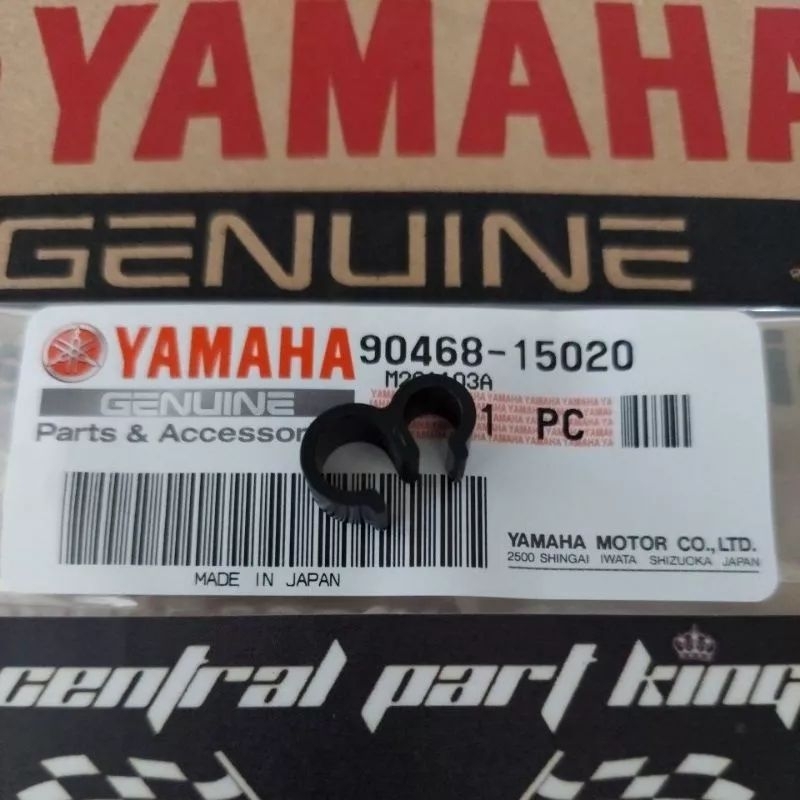 YAMAHA
GENUINE
YAMAHA 90468-15020
GENUINE
Parts & Accessor
1 PC
YAMAHA MOTOR CO.,LTD.
2500 SHINGAI IWATA SHIZUOKA JAPAN
MADE IN JAPAN
central part king